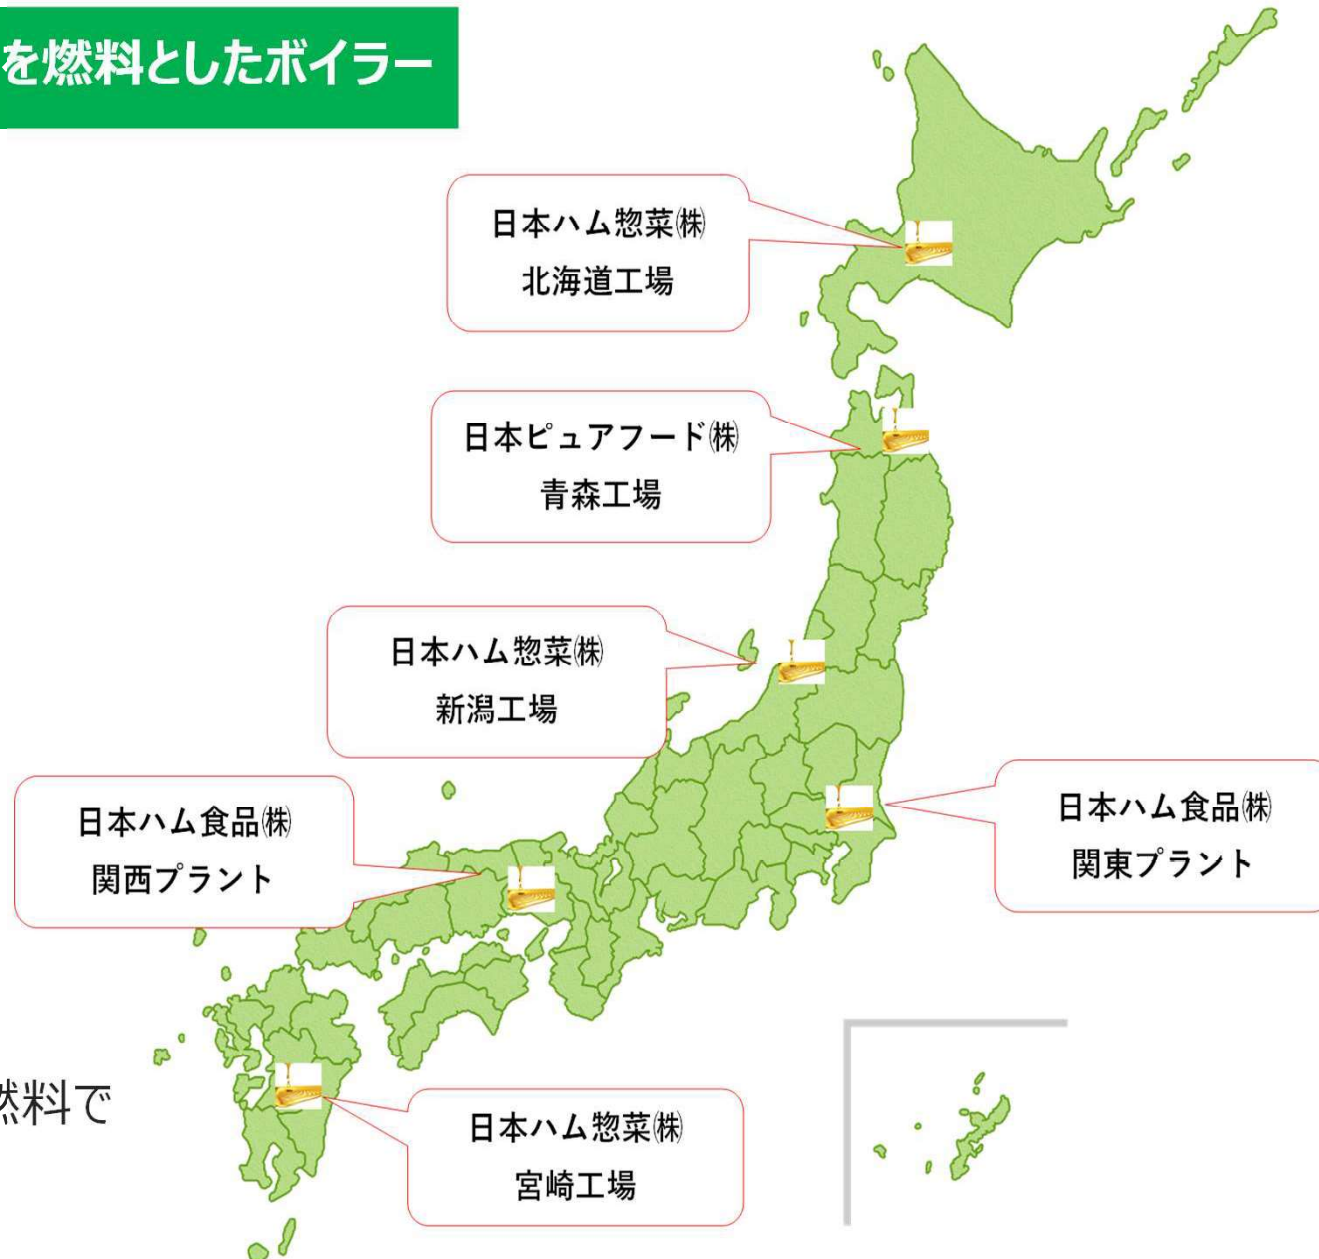 を燃料としたボイラー
日本ハム惣菜㈱
北海道工場
日本ピュアフード㈱
青森工場
日本ハム惣菜㈱
新潟工場
日本ハム食品㈱
関西プラント
日本ハム食品㈱
関東プラント
燃料で
日本ハム惣菜㈱
宮崎工場